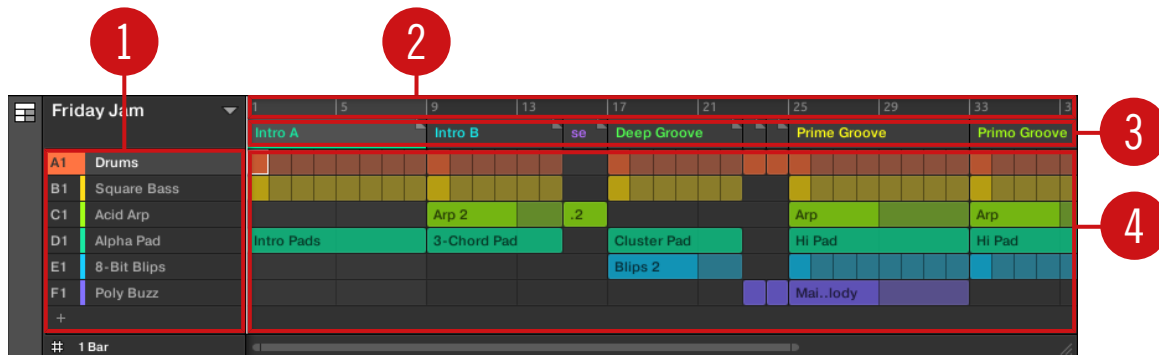 1
2
Friday Jam
1 5 9 13 17 21 25 29 33 3
Intro A Intro B se Deep Groove Prime Groove Primo Groove
3
A1 Drums
B1 Square Bass
C1 Acid Arp Arp 2 .2 Arp Arp
D1 Alpha Pad Intro Pads 3-Chord Pad Cluster Pad Hi Pad Hi Pad
4
E1 8-Bit Blips Blips 2
F1 Poly Buzz Mai..lody
+
1 Bar